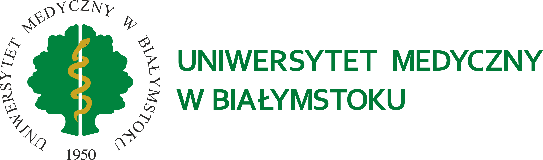 UNIWERSYTET MEDYCZNY W BIAŁYMSTOKU
1950
UNIWERSYTET MEDYCZNY
W BIAŁYMSTOKU